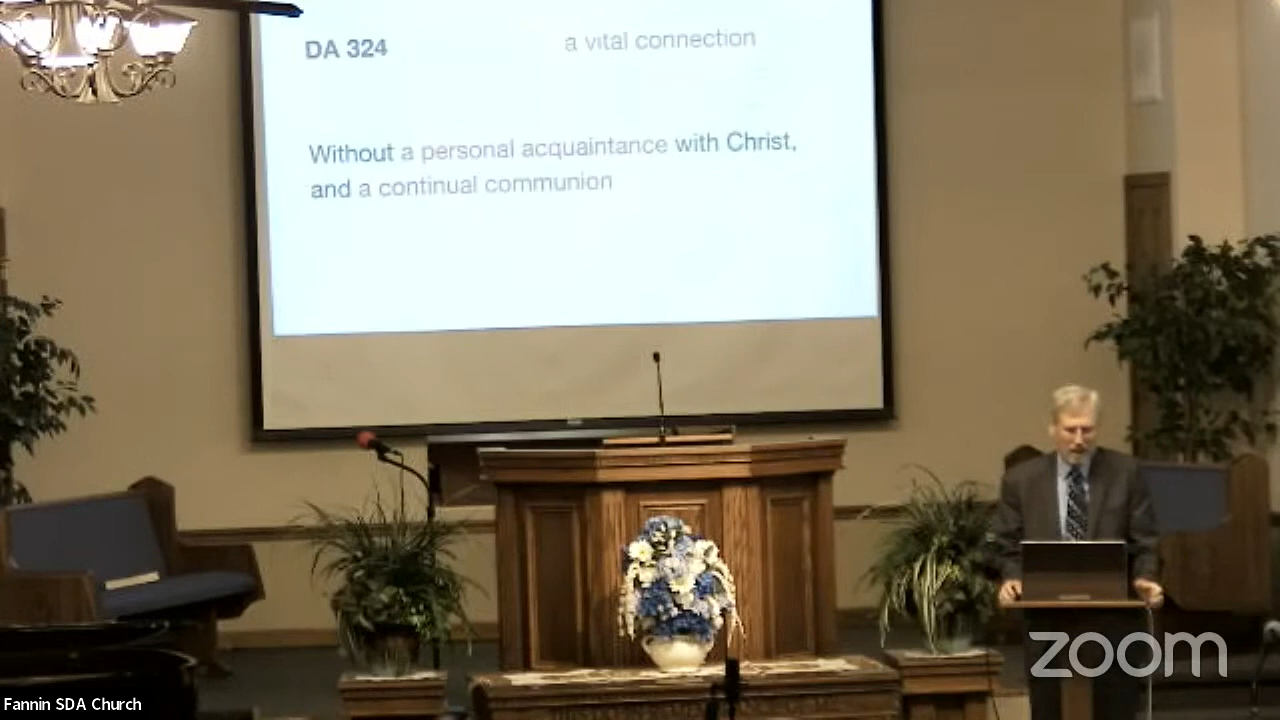 DA 324
a vital connection
Without a personal acquaintance with Christ,
and a continual communion
zoom
Fannin SDA Church